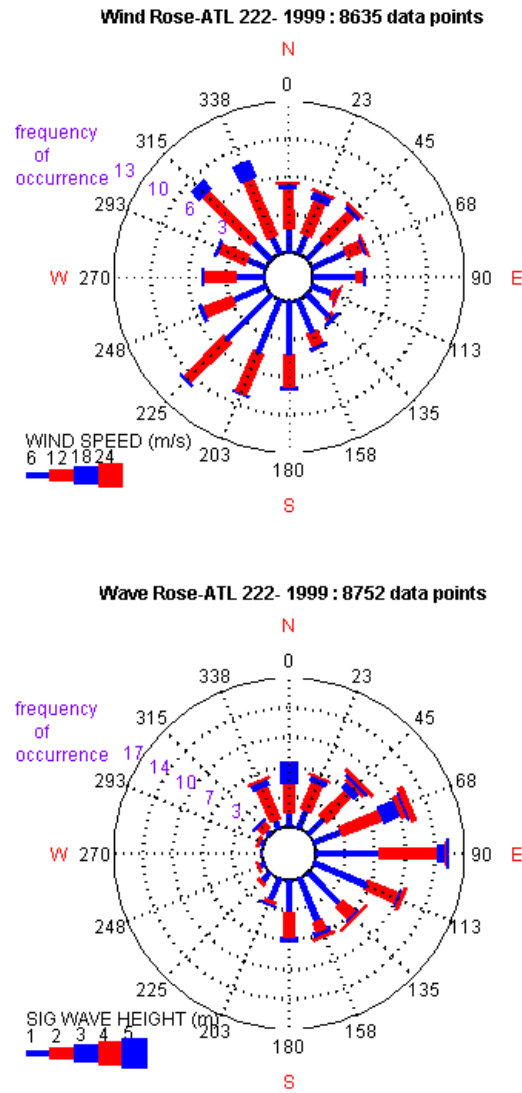 Wind Rose-ATL 222- 1999 : 8635 data points
N
0
338 23
315 45
frequency
of
occurrence 13
10
6
3
293 68
W 270 90 E
248 113
225 135
203 158
180
S
WIND SPEED (m/s)
6 12 18 24
Wave Rose-ATL 222- 1999 : 8752 data points
N
0
338 23
315 45
frequency
of
occurrence 17
14
10
7
3
293 68
W 270 90 E
248 113
225 135
203 158
180
S
SIG WAVE HEIGHT (m)
1 2 3 4 5